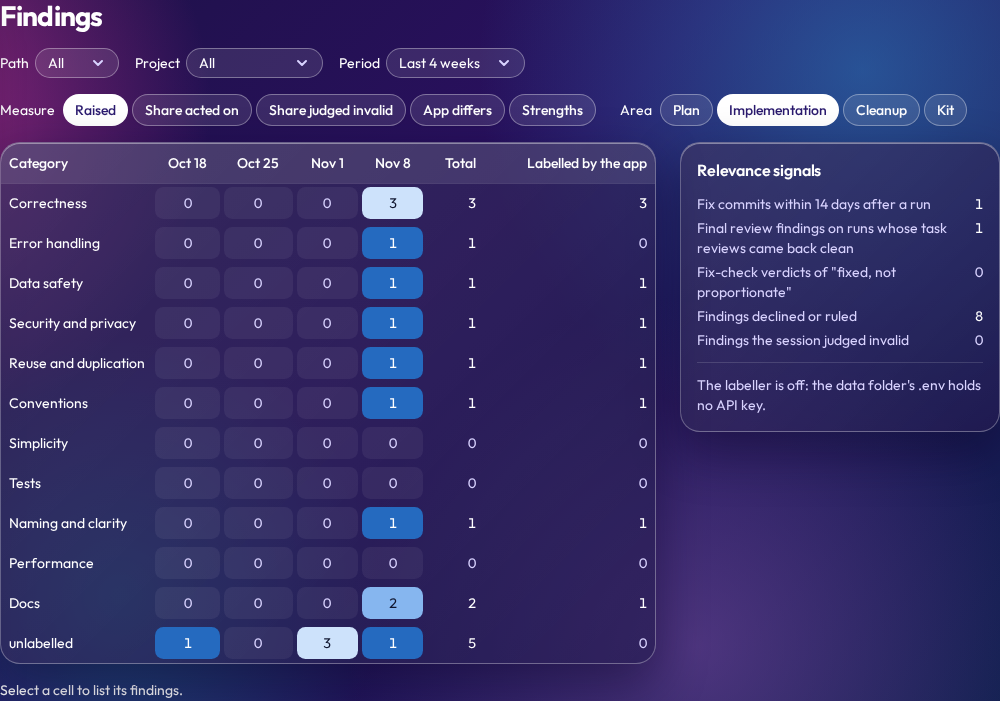 Findings
Path All Project All Period Last 4 weeks
Measure Raised Share acted on Share judged invalid App differs Strengths Area Plan Implementation Cleanup Kit
Category Oct 18 Oct 25 Nov 1 Nov 8 Total Labelled by the app
Correctness 0 0 0 3 3 3
Error handling 0 0 0 1 1 0
Data safety 0 0 0 1 1 1
Security and privacy 0 0 0 1 1 1
Reuse and duplication 0 0 0 1 1 1
Conventions 0 0 0 1 1 1
Simplicity 0 0 0 0 0 0
Tests 0 0 0 0 0 0
Naming and clarity 0 0 0 1 1 1
Performance 0 0 0 0 0 0
Docs 0 0 0 2 2 1
unlabelled 1 0 3 1 5 0
Select a cell to list its findings.
Relevance signals
Fix commits within 14 days after a run 1
Final review findings on runs whose task 1
reviews came back clean
Fix-check verdicts of "fixed, not 0
proportionate"
Findings declined or ruled 8
Findings the session judged invalid 0
The labeller is off: the data folder's .env holds
no API key.